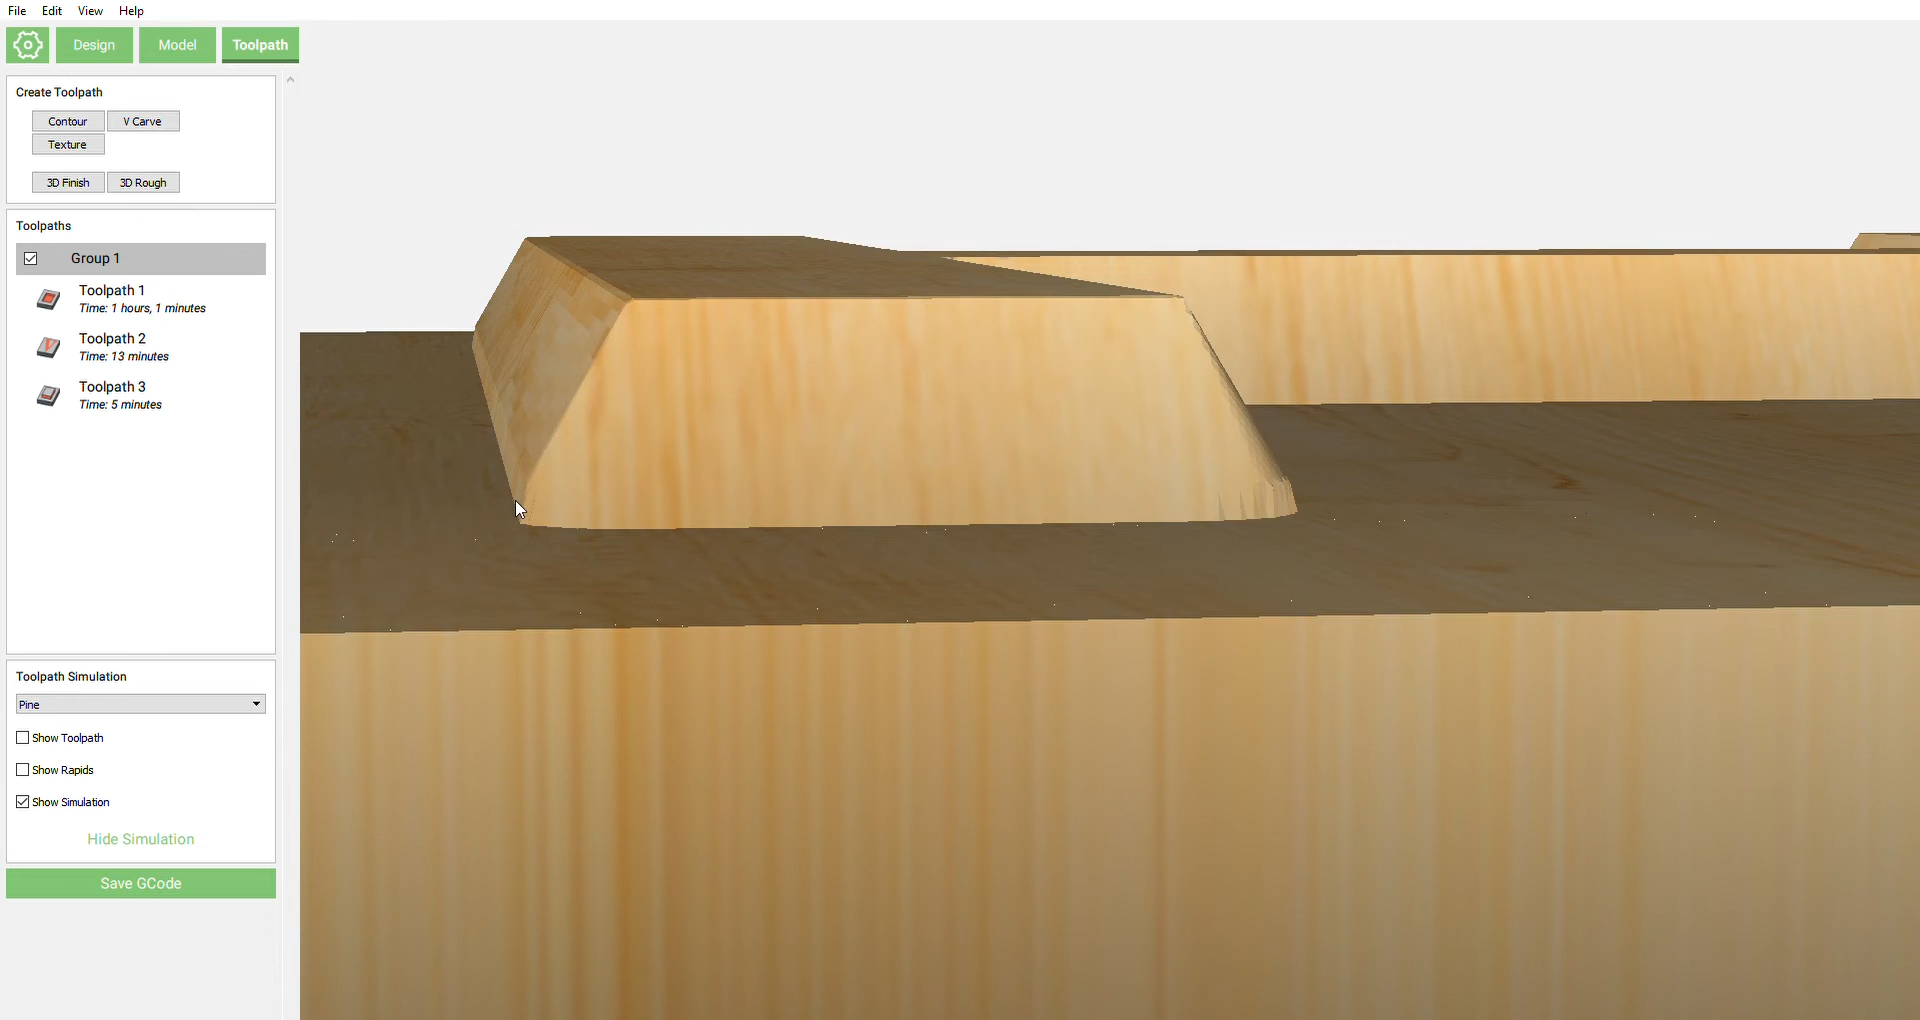 File Edit View Help
Design Model Toolpath
Create Toolpath
Contour V Carve
Texture
3D Finish 3D Rough
Toolpaths
Group 1
Toolpath 1
Time: 1 hours, 1 minutes
Toolpath 2
Time: 13 minutes
Toolpath 3
Time: 5 minutes
Toolpath Simulation
Pine
Show Toolpath
Show Rapids
Show Simulation
Hide Simulation
Save GCode